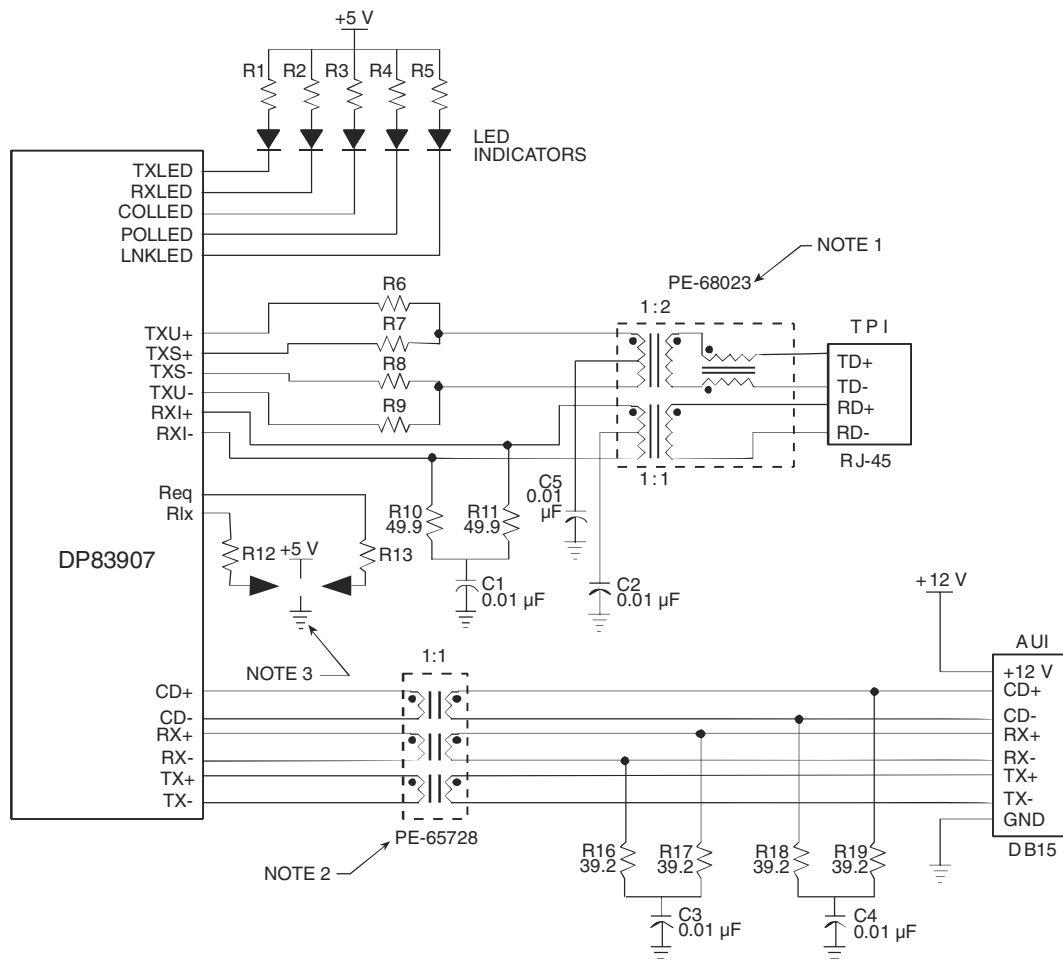 +5 V
R1 R2 R3 R4 R5
LED
INDICATORS
TXLED
RXLED
COLLED
POLLED
LNKLED
NOTE 1
PE-68023
R6
1:2
R7
TPI
TXU+
TXS+
TXS-
TXU-
RXI+
RXI-
R8
R9
TD+
TD-
RD+
RD-
RJ-45
1:1
Req
RIx
C5
0.01
µF
R10
49.9
R11
49.9
DP83907
R12
+5 V
R13
C1
0.01 µF
C2
0.01 µF
+12 V
NOTE 3
1:1
AUI
+12 V
CD+
CD-
RX+
RX-
TX+
TX-
CD+
CD-
RX+
RX-
TX+
TX-
GND
DB15
PE-65728
NOTE 2
R16
39.2
R17
39.2
R18
39.2
R19
39.2
C3
0.01 µF
C4
0.01 µF